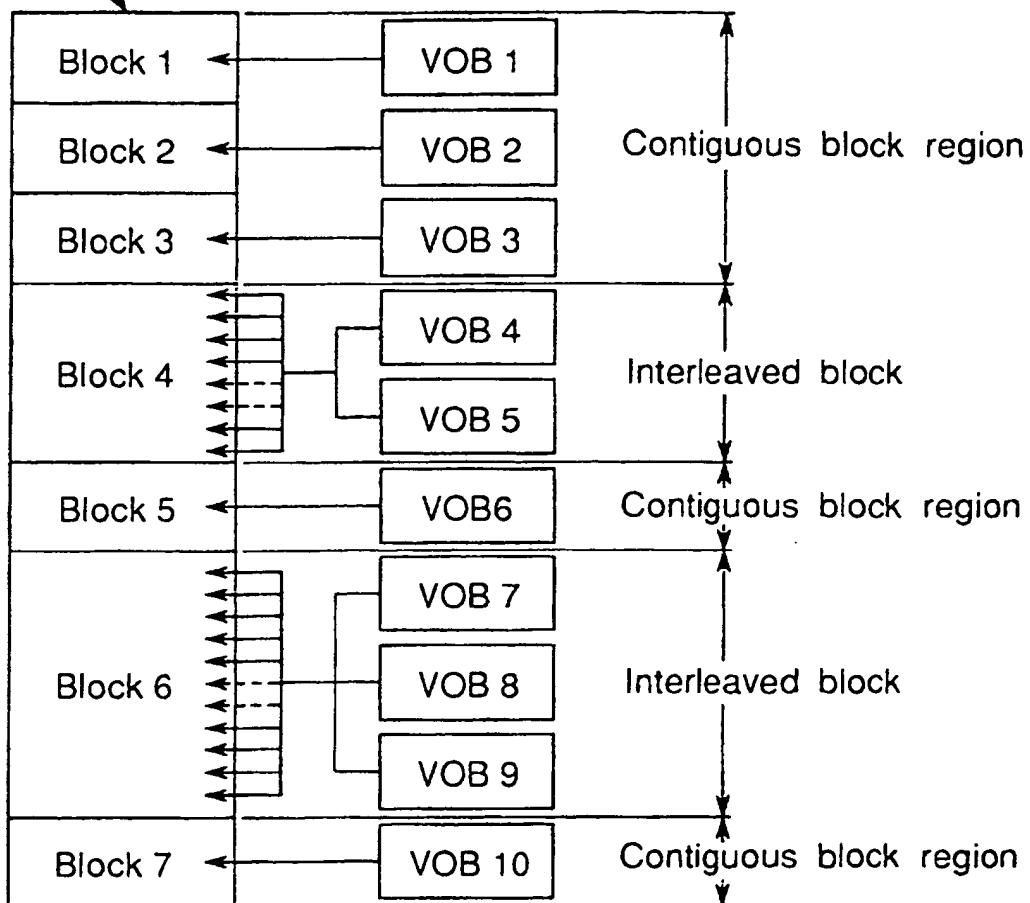 Block 1 VOB 1
Block 2 VOB 2 Contiguous block region
Block 3 VOB 3
VOB 4
Block 4 Interleaved block
VOB 5
Block 5 VOB6 Contiguous block region
VOB 7
Block 6 VOB 8 Interleaved block
VOB 9
Block 7 VOB 10 Contiguous block region